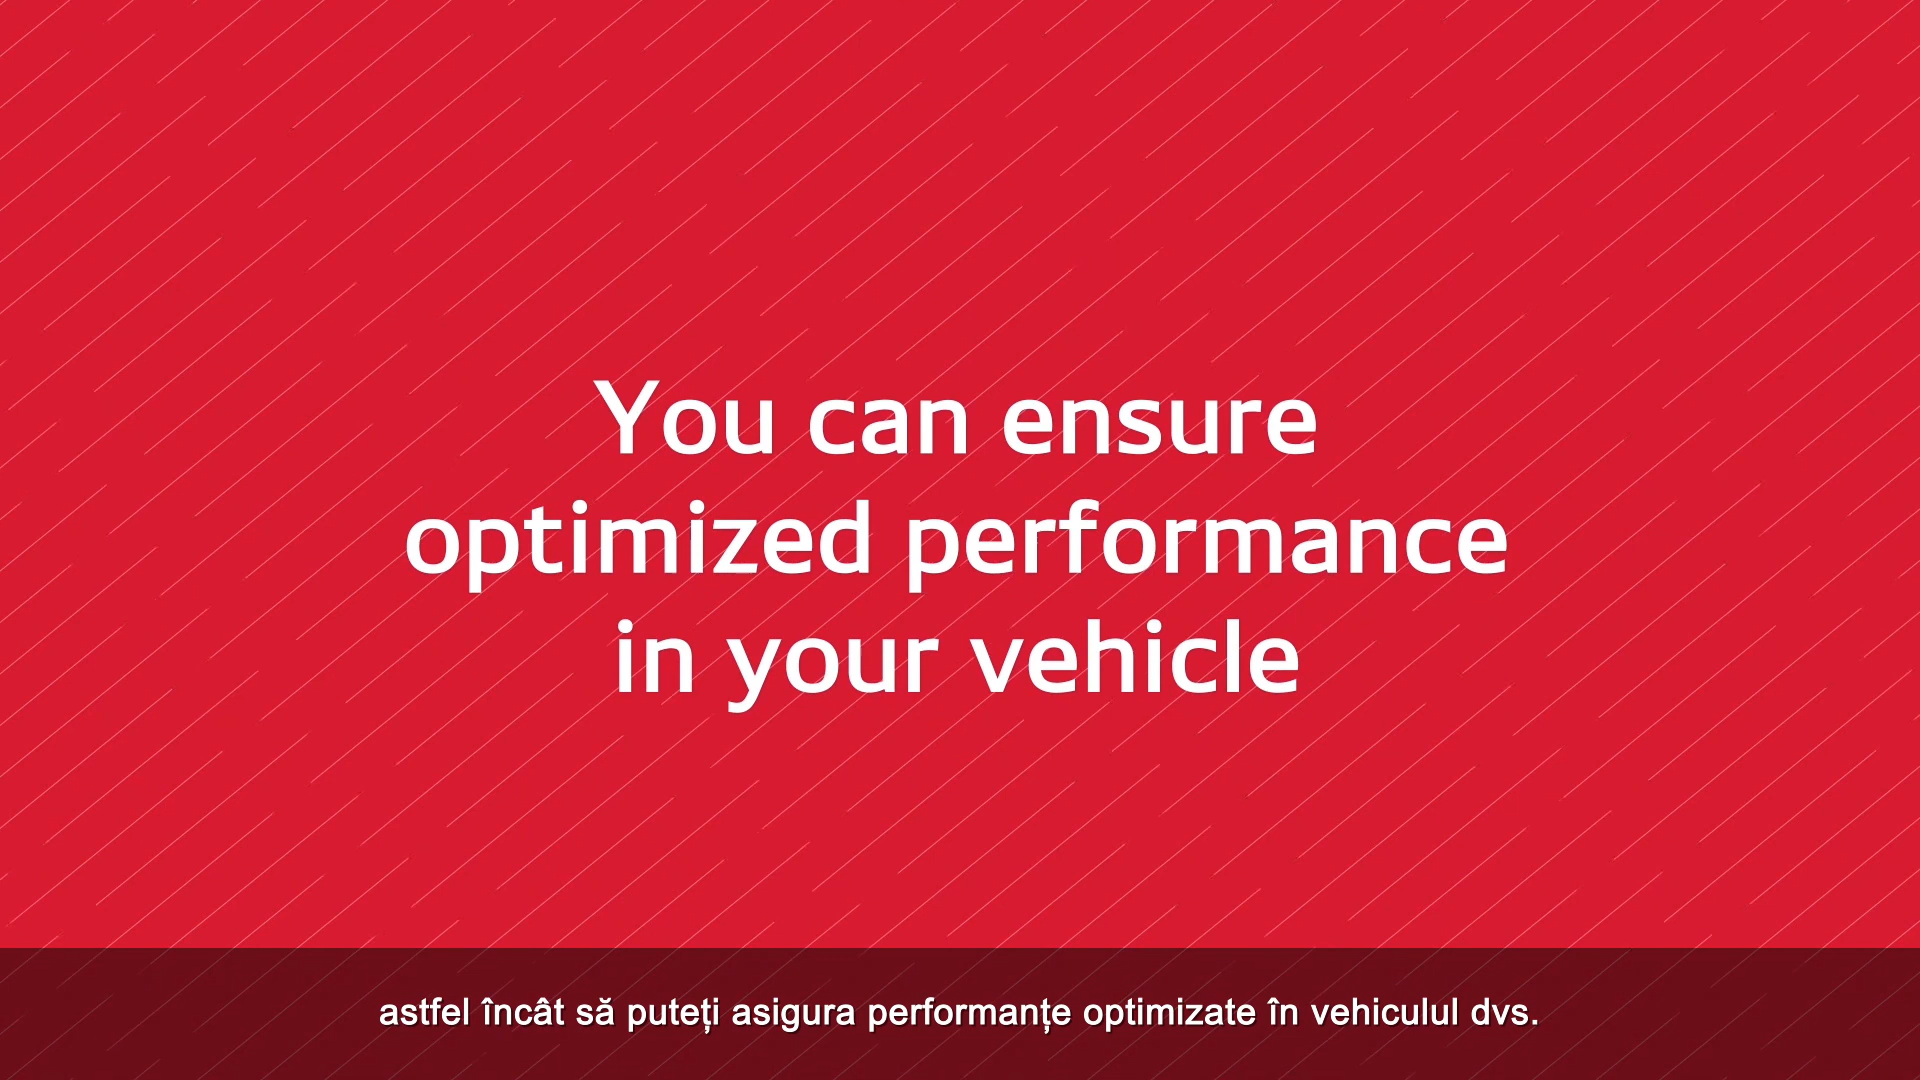 You can ensure
optimized performance
in your vehicle
astfel încât să puteți asigura performanțe optimizate în vehiculul dvs.